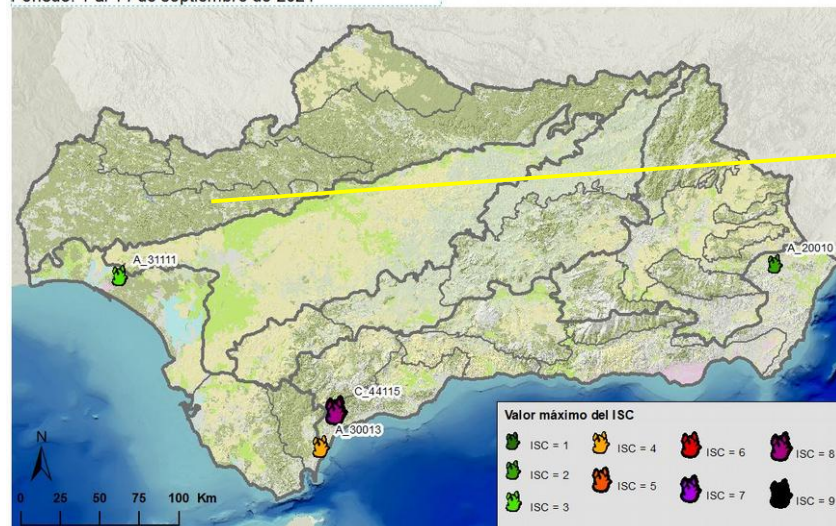 A_31111
A_20010
C_44115
A_30013
N
0 25 50 75 100 Km
Valor máximo del ISC
ISC = 1
ISC = 2
ISC = 3
ISC = 4
ISC = 5
ISC = 6
ISC = 7
ISC = 8
ISC = 9